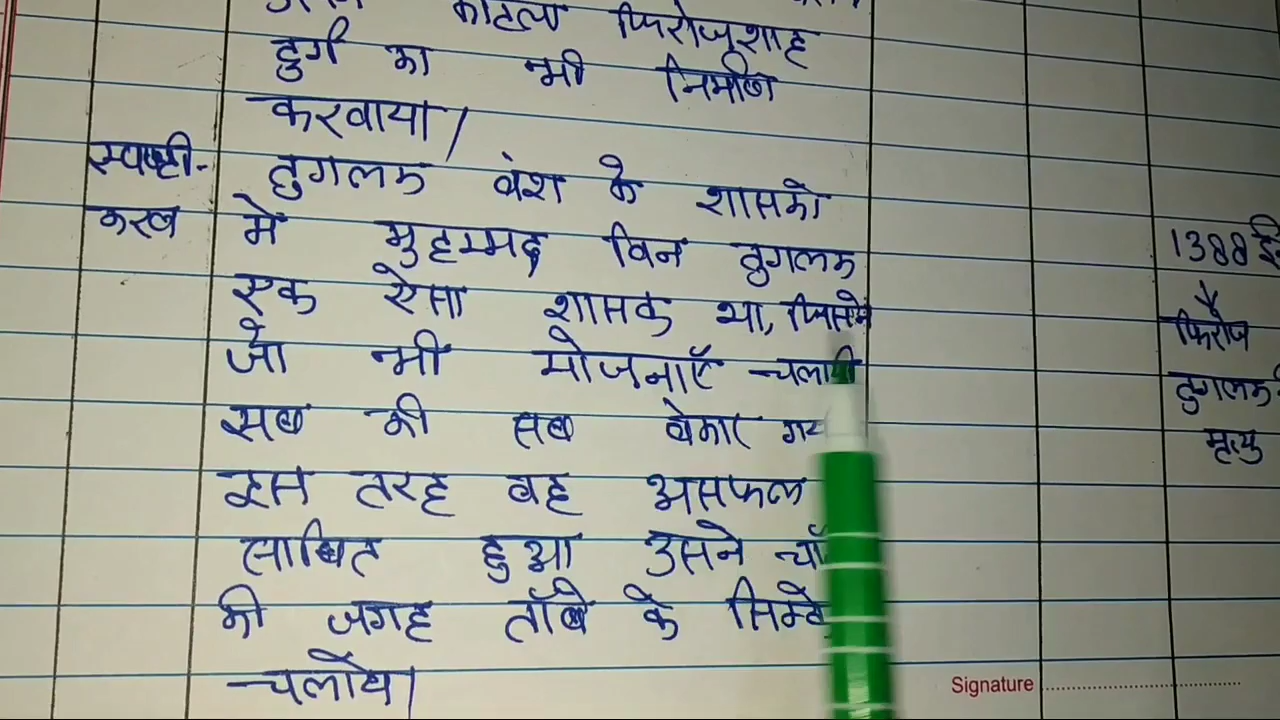 कोटला फिरोजशाह
दुर्ग का भी निर्माण
करवाया।
स्पष्टी- तुगलक वंश के शासको
करण मे मुहम्मद बिन तुगलक
एक ऐसा शासक था, जिसने
जो भी योजनाएँ चलायी
सब की सब बेकार
इस तरह वह असफल
साबित हुआ उसने
की जगह ताँबे के सिक्के
चलाये।
1388 ई
फिरोज
तुगलक
मृत्यु
Signature